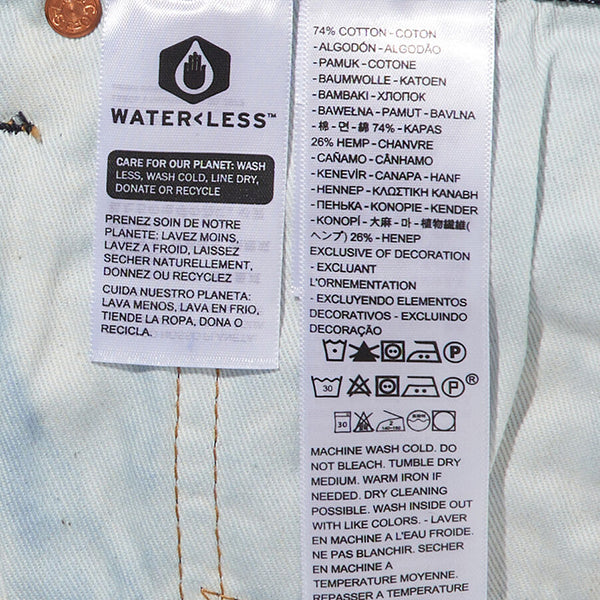 WATER<LESS™
CARE FOR OUR PLANET: WASH
LESS, WASH COLD, LINE DRY,
DONATE OR RECYCLE
PRENEZ SOIN DE NOTRE
PLANETE: LAVEZ MOINS,
LAVEZ A FROID, LAISSEZ
SECHER NATURELLEMENT,
DONNEZ OU RECYCLEZ
CUIDA NUESTRO PLANETA:
LAVA MENOS, LAVA EN FRIO,
TIENDE LA ROPA, DONA O
RECICLA.
74% COTTON - COTON
- ALGODÓN - ALGODÃO
- PAMUK - COTONE
- BAUMWOLLE - KATOEN
- BAMBAKI - ХЛОПОК
- BAWEŁNA - PAMUT - BAVLNA
- 棉 - 면 - 綿 74% - KAPAS
26% HEMP - CHANVRE
- CAÑAMO - CÂNHAMO
- KENEVİR - CANAPA - HANF
- HENNEP - ΚΛΩΣΤΙΚΗ ΚΑΝΑΒΗ
- ПЕНЬКА - KONOPIE - KENDER
- KONOPÍ - 大麻 - 마 - 植物繊維(
ヘンプ) 26% - HENEP
EXCLUSIVE OF DECORATION
- EXCLUANT
L'ORNEMENTATION
- EXCLUYENDO ELEMENTOS
DECORATIVOS - EXCLUINDO
DECORAÇÃO
P
30 P ®
30 2
MACHINE WASH COLD. DO
NOT BLEACH. TUMBLE DRY
MEDIUM. WARM IRON IF
NEEDED. DRY CLEANING
POSSIBLE. WASH INSIDE OUT
WITH LIKE COLORS. - LAVER
EN MACHINE A L'EAU FROIDE.
NE PAS BLANCHIR. SECHER
EN MACHINE A
TEMPERATURE MOYENNE.
REPASSER A TEMPERATURE